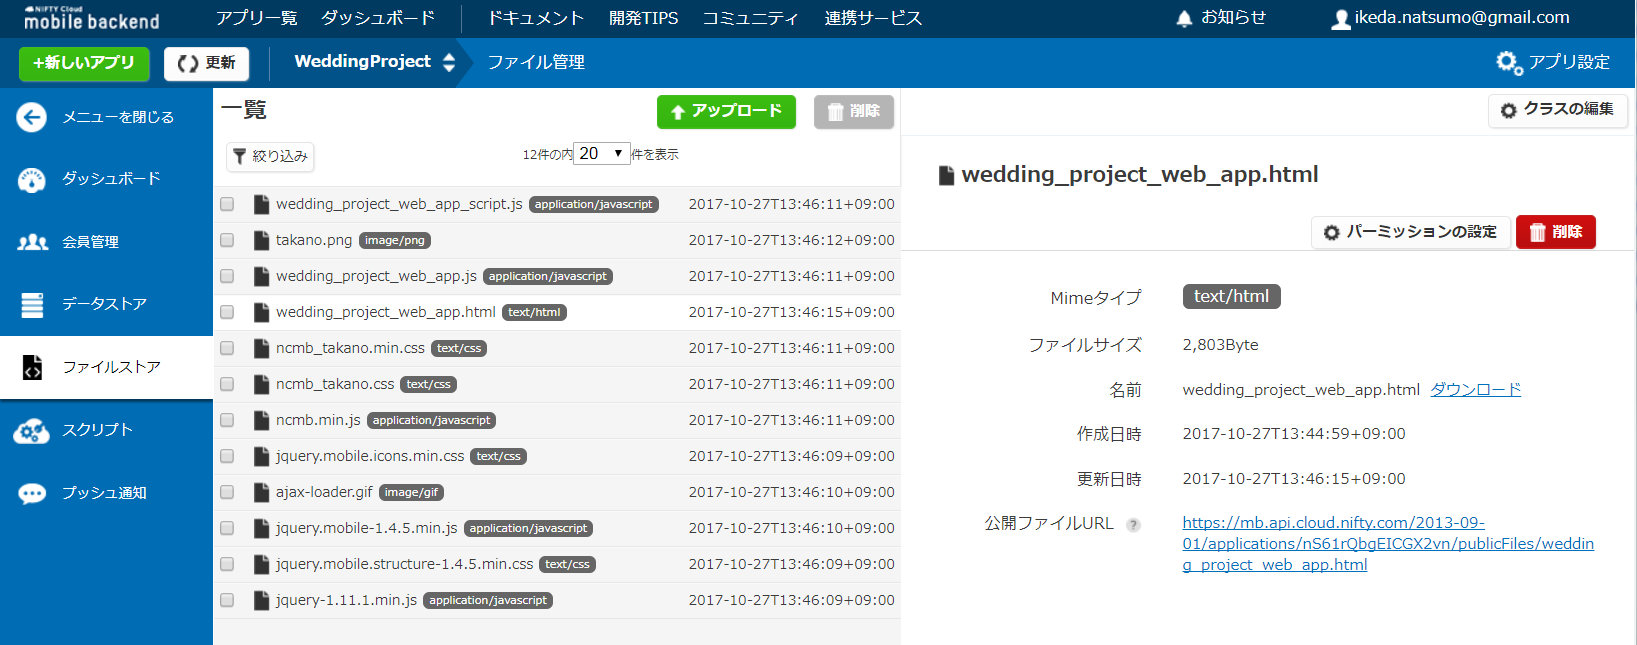 NIFTY Cloud
mobile backend
アプリ一覧 ダッシュボード ドキュメント 開発TIPS コミュニティ 連携サービス お知らせ ikeda.natsumo@gmail.com
+新しいアプリ 更新 WeddingProject ファイル管理 アプリ設定
メニューを閉じる
ダッシュボード
会員管理
データストア
ファイルストア
スクリプト
プッシュ通知
一覧 アップロード 削除
絞り込み 12件の内 20 ▼ 件を表示
wedding_project_web_app_script.js application/javascript 2017-10-27T13:46:11+09:00
takano.png image/png 2017-10-27T13:46:12+09:00
wedding_project_web_app.js application/javascript 2017-10-27T13:46:11+09:00
wedding_project_web_app.html text/html 2017-10-27T13:46:15+09:00
ncmb_takano.min.css text/css 2017-10-27T13:46:11+09:00
ncmb_takano.css text/css 2017-10-27T13:46:11+09:00
ncmb.min.js application/javascript 2017-10-27T13:46:11+09:00
jquery.mobile.icons.min.css text/css 2017-10-27T13:46:09+09:00
ajax-loader.gif image/gif 2017-10-27T13:46:10+09:00
jquery.mobile-1.4.5.min.js application/javascript 2017-10-27T13:46:10+09:00
jquery.mobile.structure-1.4.5.min.css text/css 2017-10-27T13:46:09+09:00
jquery-1.11.1.min.js application/javascript 2017-10-27T13:46:09+09:00
クラスの編集
wedding_project_web_app.html
パーミッションの設定 削除
Mimeタイプ text/html
ファイルサイズ 2,803Byte
名前 wedding_project_web_app.html ダウンロード
作成日時 2017-10-27T13:44:59+09:00
更新日時 2017-10-27T13:46:15+09:00
公開ファイルURL ? https://mb.api.cloud.nifty.com/2013-09-
01/applications/nS61rQbgEICGX2vn/publicFiles/weddin
g_project_web_app.html